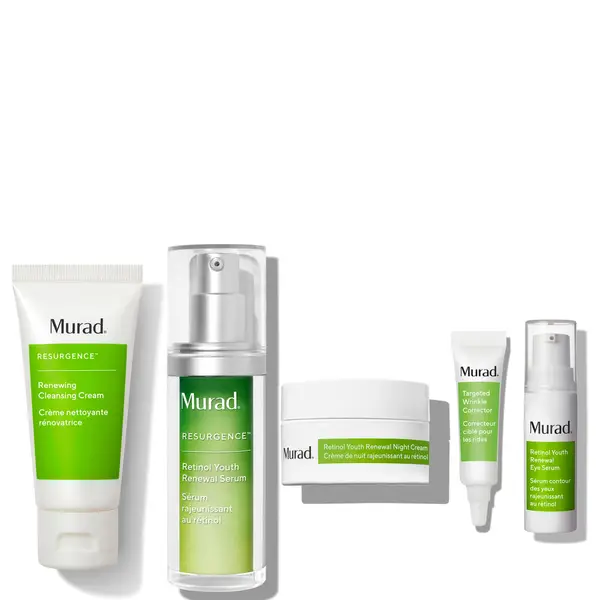 Murad.
RESURGENCE™
Renewing
Cleansing Cream
Crème nettoyante
rénovatrice
Murad.
RESURGENCE™
Retinol Youth
Renewal Serum
Sérum
rajeunissant
au rétinol
Murad.
Retinol Youth Renewal Night Cream
Crème de nuit rajeunissant au rétinol
Murad.
Targeted
Wrinkle
Corrector
Correcteur
ciblé pour
les rides
Murad.
Retinol Youth
Renewal
Eye Serum
Sérum contour
des yeux
rajeunissant
au rétinol